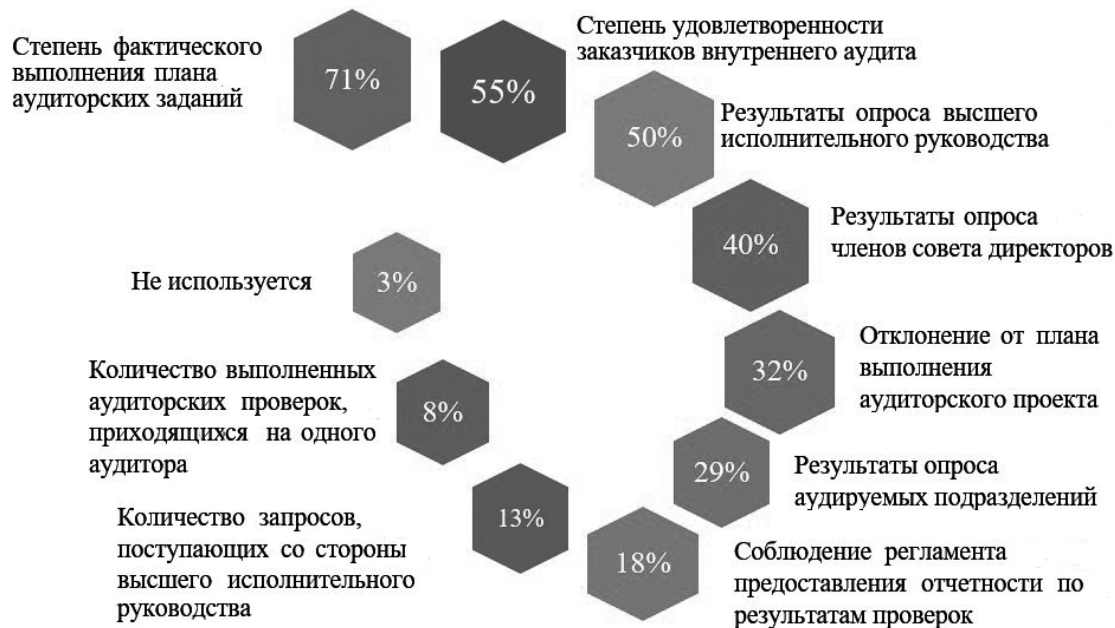 Степень фактического
выполнения плана
аудиторских заданий
71%
55%
Степень удовлетворенности
заказчиков внутреннего аудита
50%
Результаты опроса высшего
исполнительного руководства
40%
Результаты опроса
членов совета директоров
32%
Отклонение от плана
выполнения
аудиторского проекта
29%
Результаты опроса
аудируемых подразделений
18%
Соблюдение регламента
предоставления отчетности по
результатам проверок
13%
Количество запросов,
поступающих со стороны
высшего исполнительного
руководства
8%
Количество выполненных
аудиторских проверок,
приходящихся на одного
аудитора
3%
Не используется